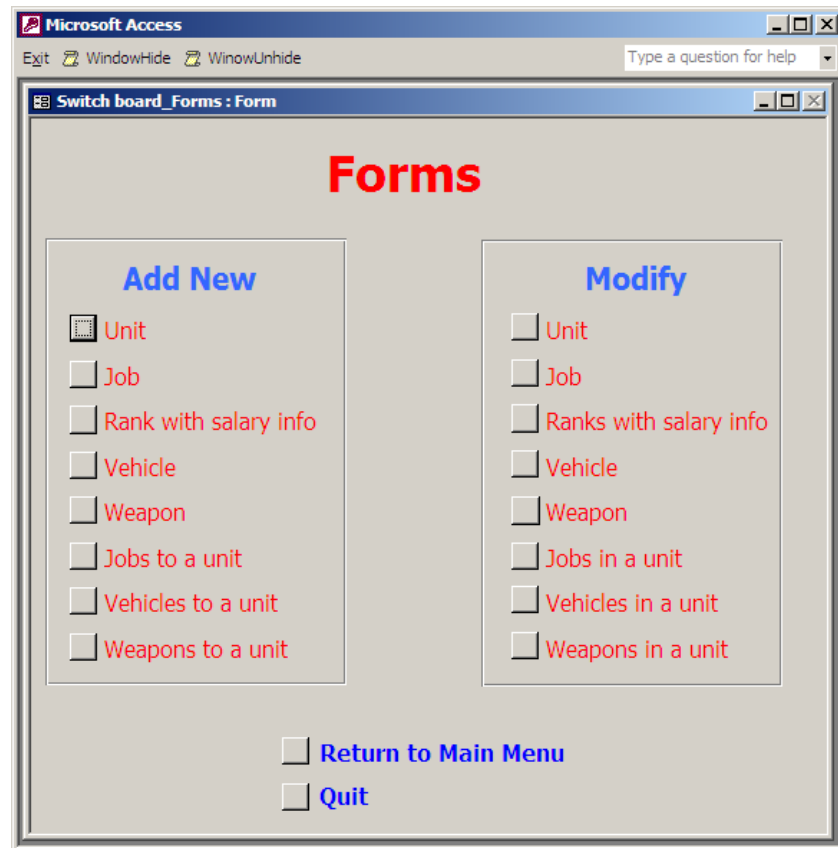 Microsoft Access
Exit WindowHide WinowUnhide Type a question for help
Switch board_Forms : Form
Forms
Add New
Unit
Job
Rank with salary info
Vehicle
Weapon
Jobs to a unit
Vehicles to a unit
Weapons to a unit
Modify
Unit
Job
Ranks with salary info
Vehicle
Weapon
Jobs in a unit
Vehicles in a unit
Weapons in a unit
Return to Main Menu
Quit